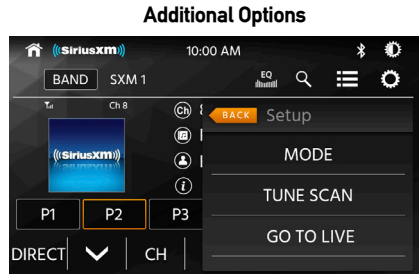 Additional Options
((SiriusXM)) 10:00 AM
BAND SXM 1 EQ
Ch 8 Ch 8
BACK Setup
((SiriusXM))
MODE
TUNE SCAN
P1 P2 P3
GO TO LIVE
DIRECT CH